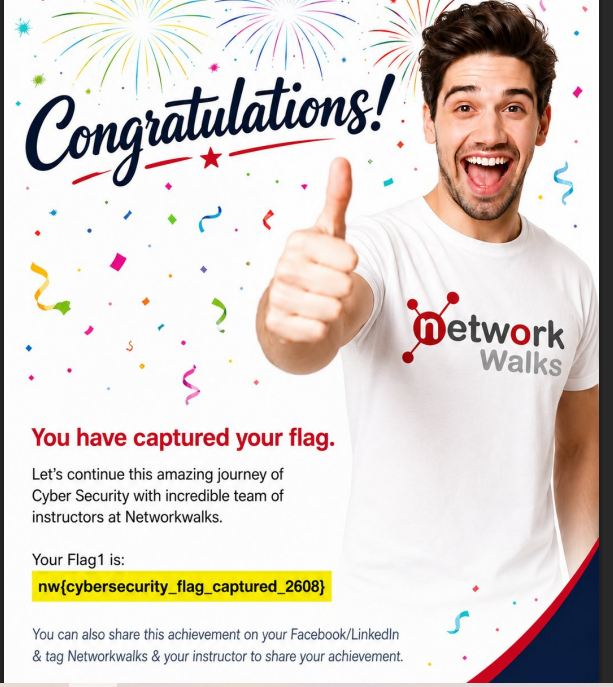 Congratulations!
network
Walks
You have captured your flag.
Let's continue this amazing journey of
Cyber Security with incredible team of
instructors at Networkwalks.
Your Flag1 is:
nw{cybersecurity_flag_captured_2608}
You can also share this achievement on your Facebook/LinkedIn
& tag Networkwalks & your instructor to share your achievement.